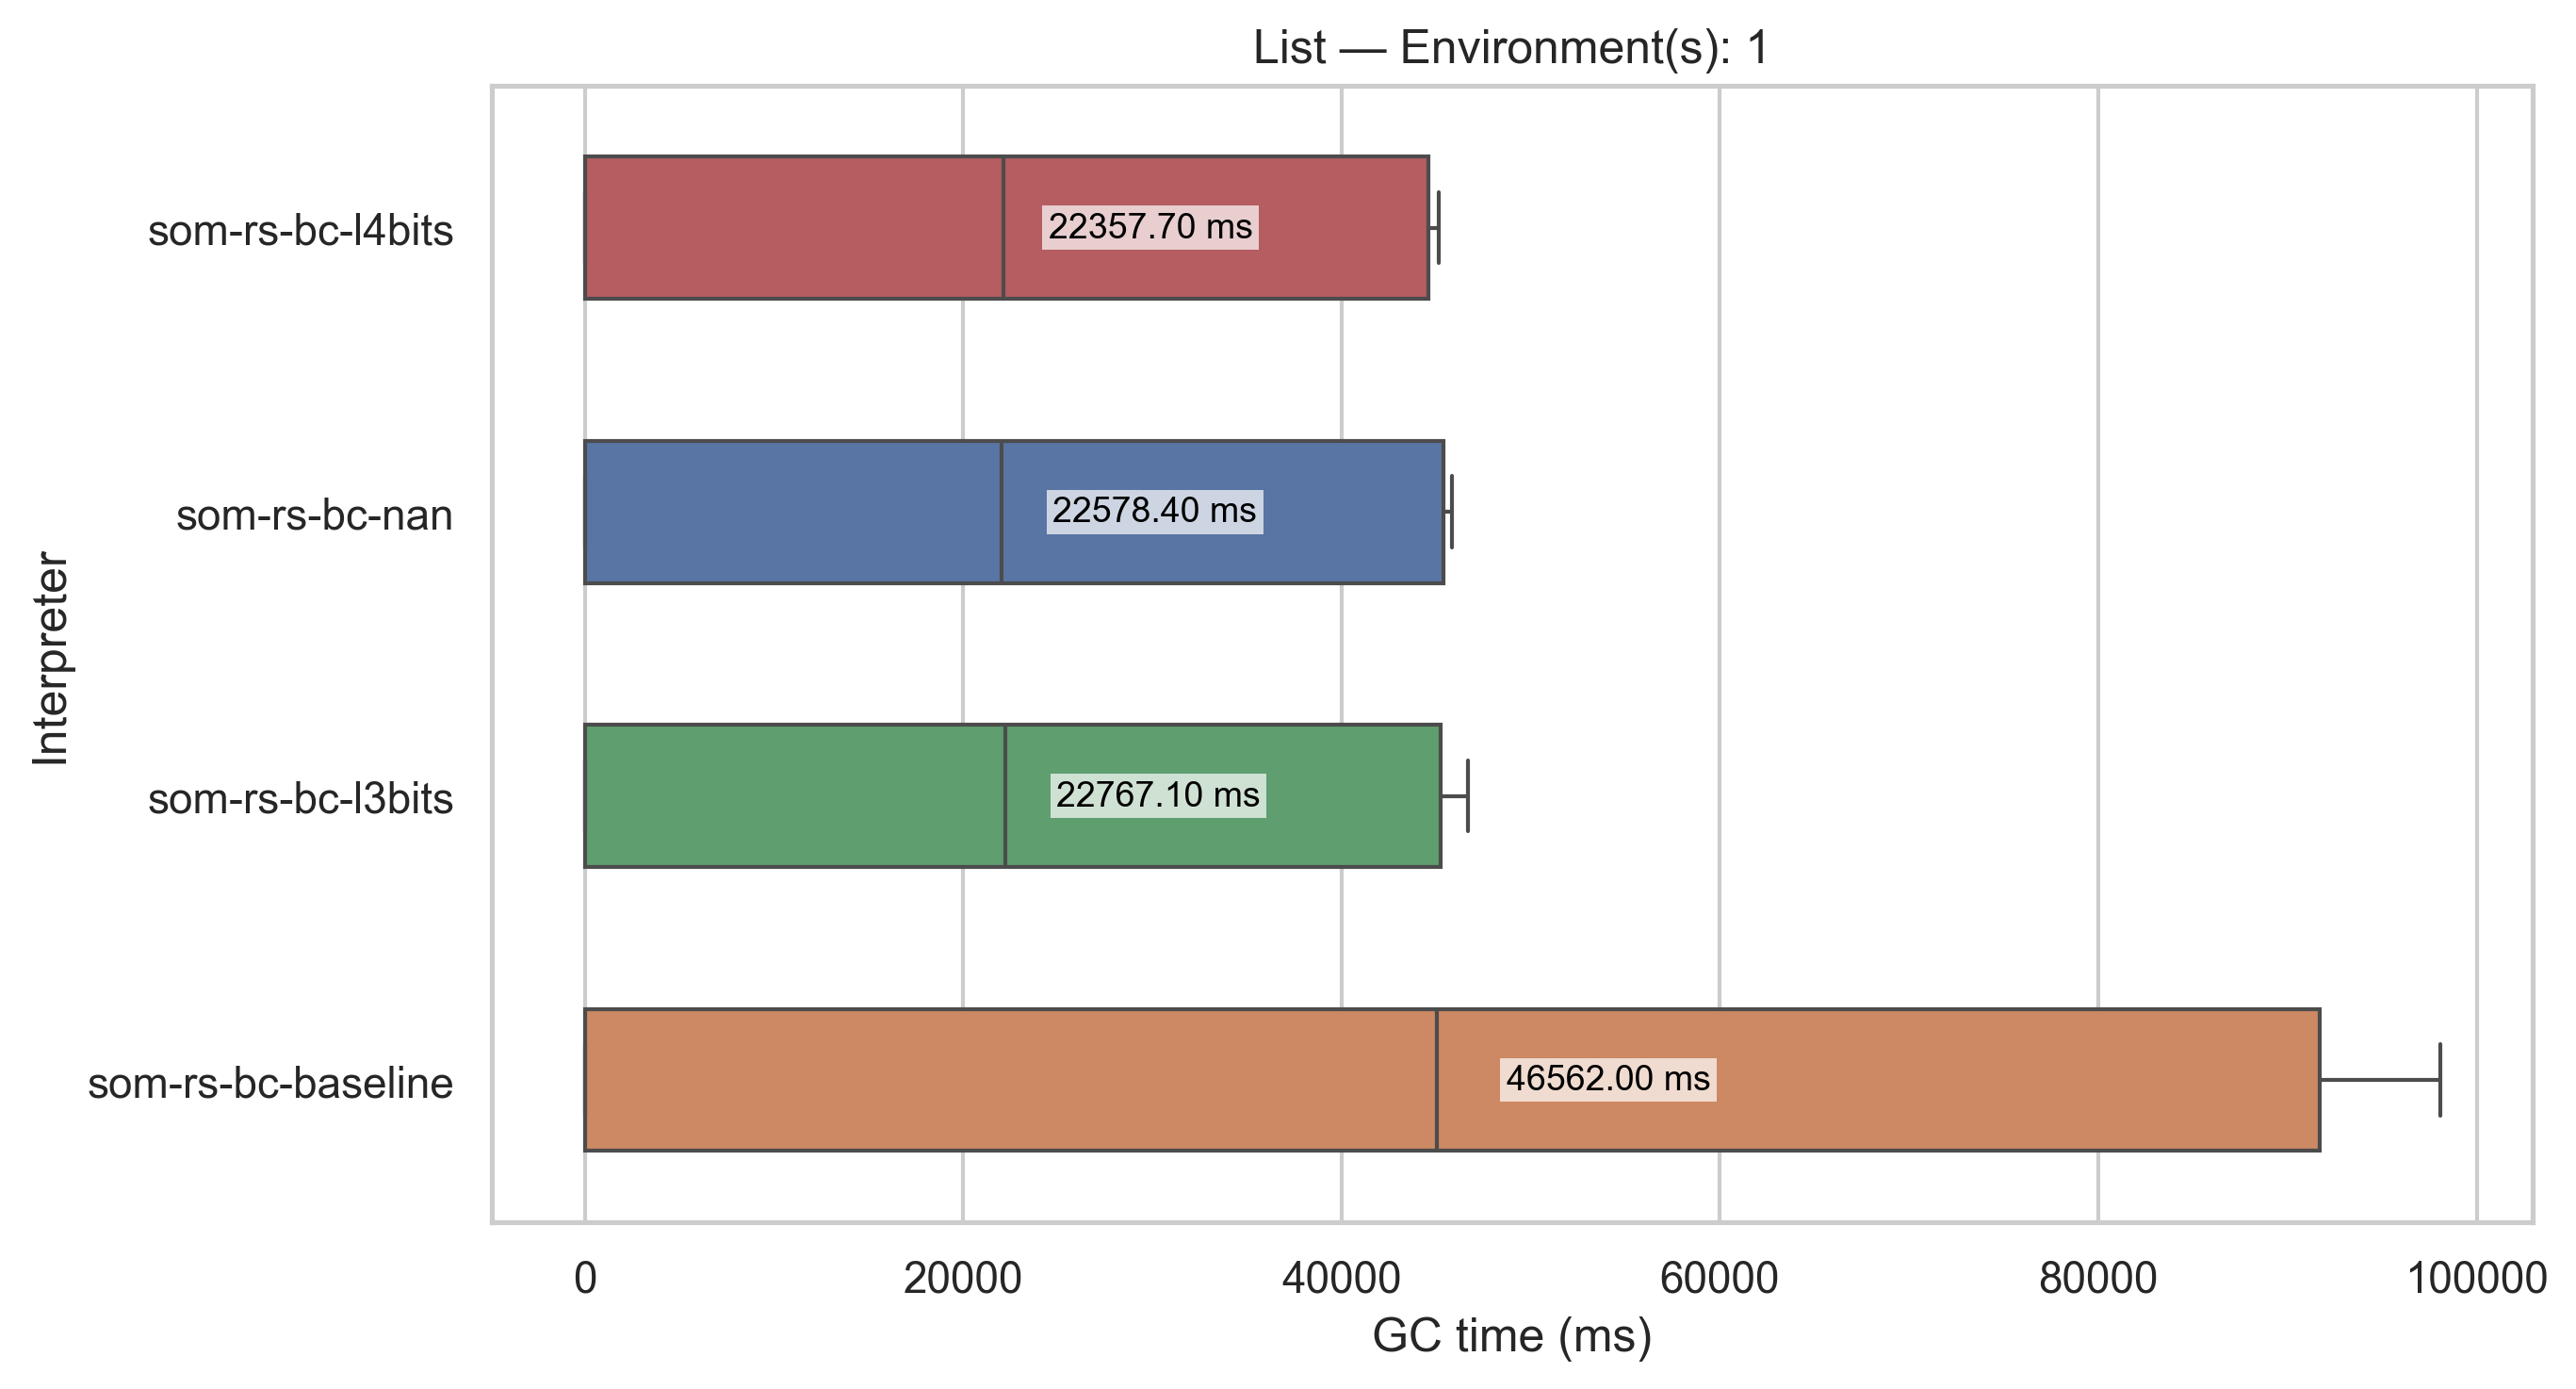 List — Environment(s): 1
Interpreter
som-rs-bc-l4bits
22357.70 ms
som-rs-bc-nan
22578.40 ms
som-rs-bc-l3bits
22767.10 ms
som-rs-bc-baseline
46562.00 ms
0 20000 40000 60000 80000 100000
GC time (ms)